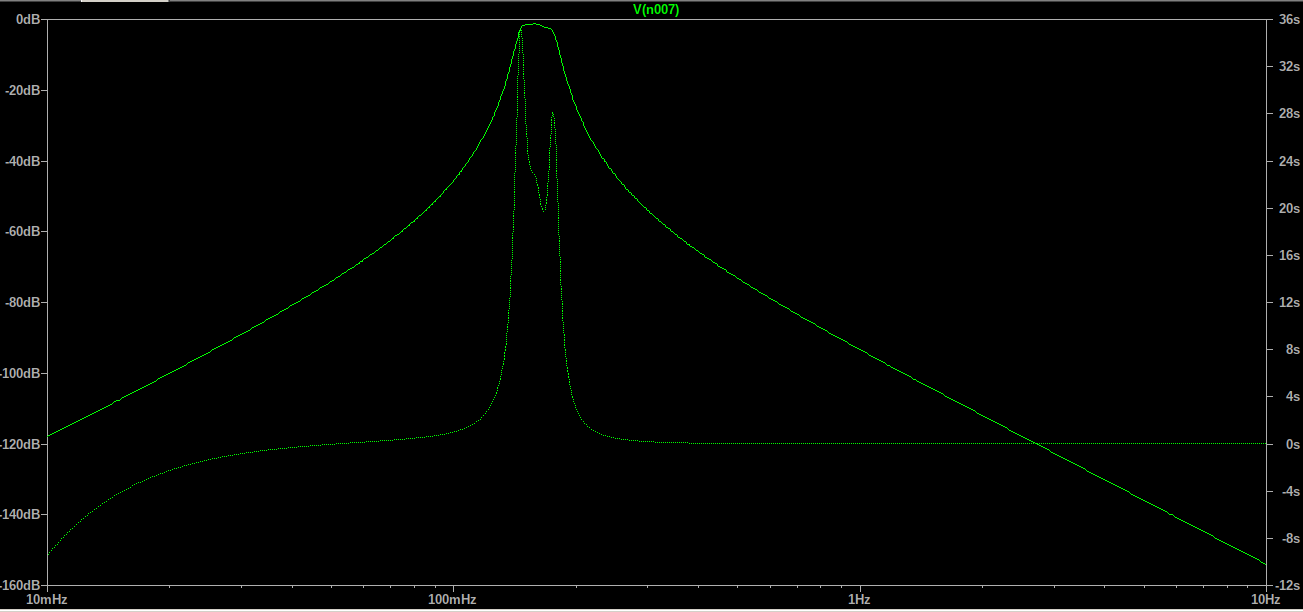 V(n007)
0dB 36s
-20dB 32s
28s
-40dB 24s
20s
-60dB 16s
-80dB 12s
8s
-100dB 4s
-120dB 0s
-4s
-140dB -8s
-160dB -12s
10mHz 100mHz 1Hz 10Hz